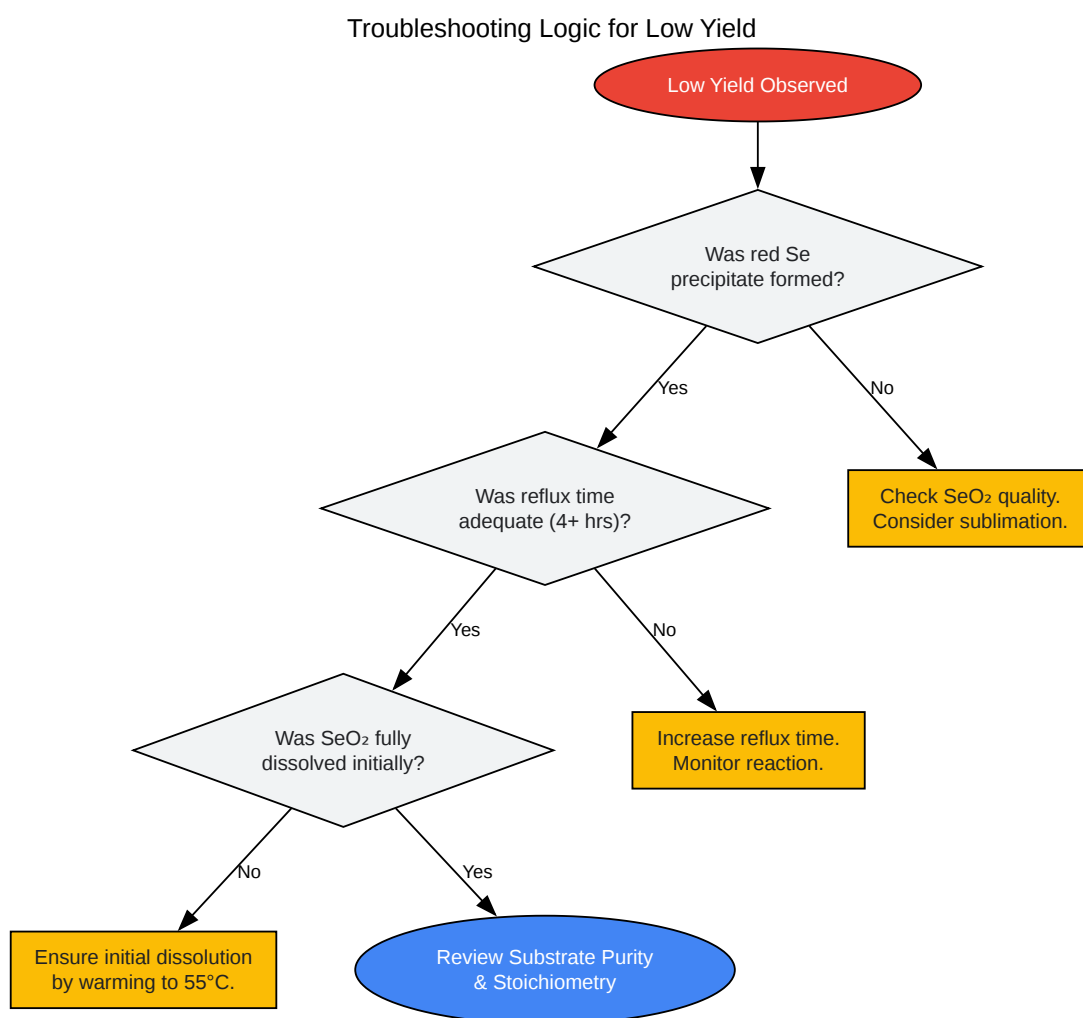 Troubleshooting Logic for Low Yield
Low Yield Observed
Was red Se
precipitate formed?
Yes
No
Was reflux time
adequate (4+ hrs)?
Check SeO₂ quality.
Consider sublimation.
Yes
No
Was SeO₂ fully
dissolved initially?
Increase reflux time.
Monitor reaction.
No
Yes
Ensure initial dissolution
by warming to 55°C.
Review Substrate Purity
& Stoichiometry